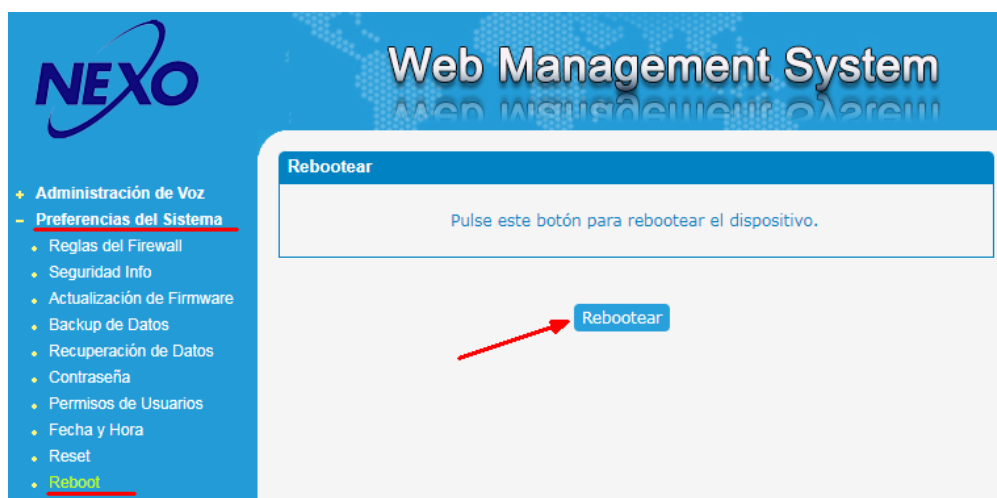 NEXO
Web Management System
Administración de Voz
Preferencias del Sistema
Reglas del Firewall
Seguridad Info
Actualización de Firmware
Backup de Datos
Recuperación de Datos
Contraseña
Permisos de Usuarios
Fecha y Hora
Reset
Reboot
Rebootear
Pulse este botón para rebootear el dispositivo.
Rebootear